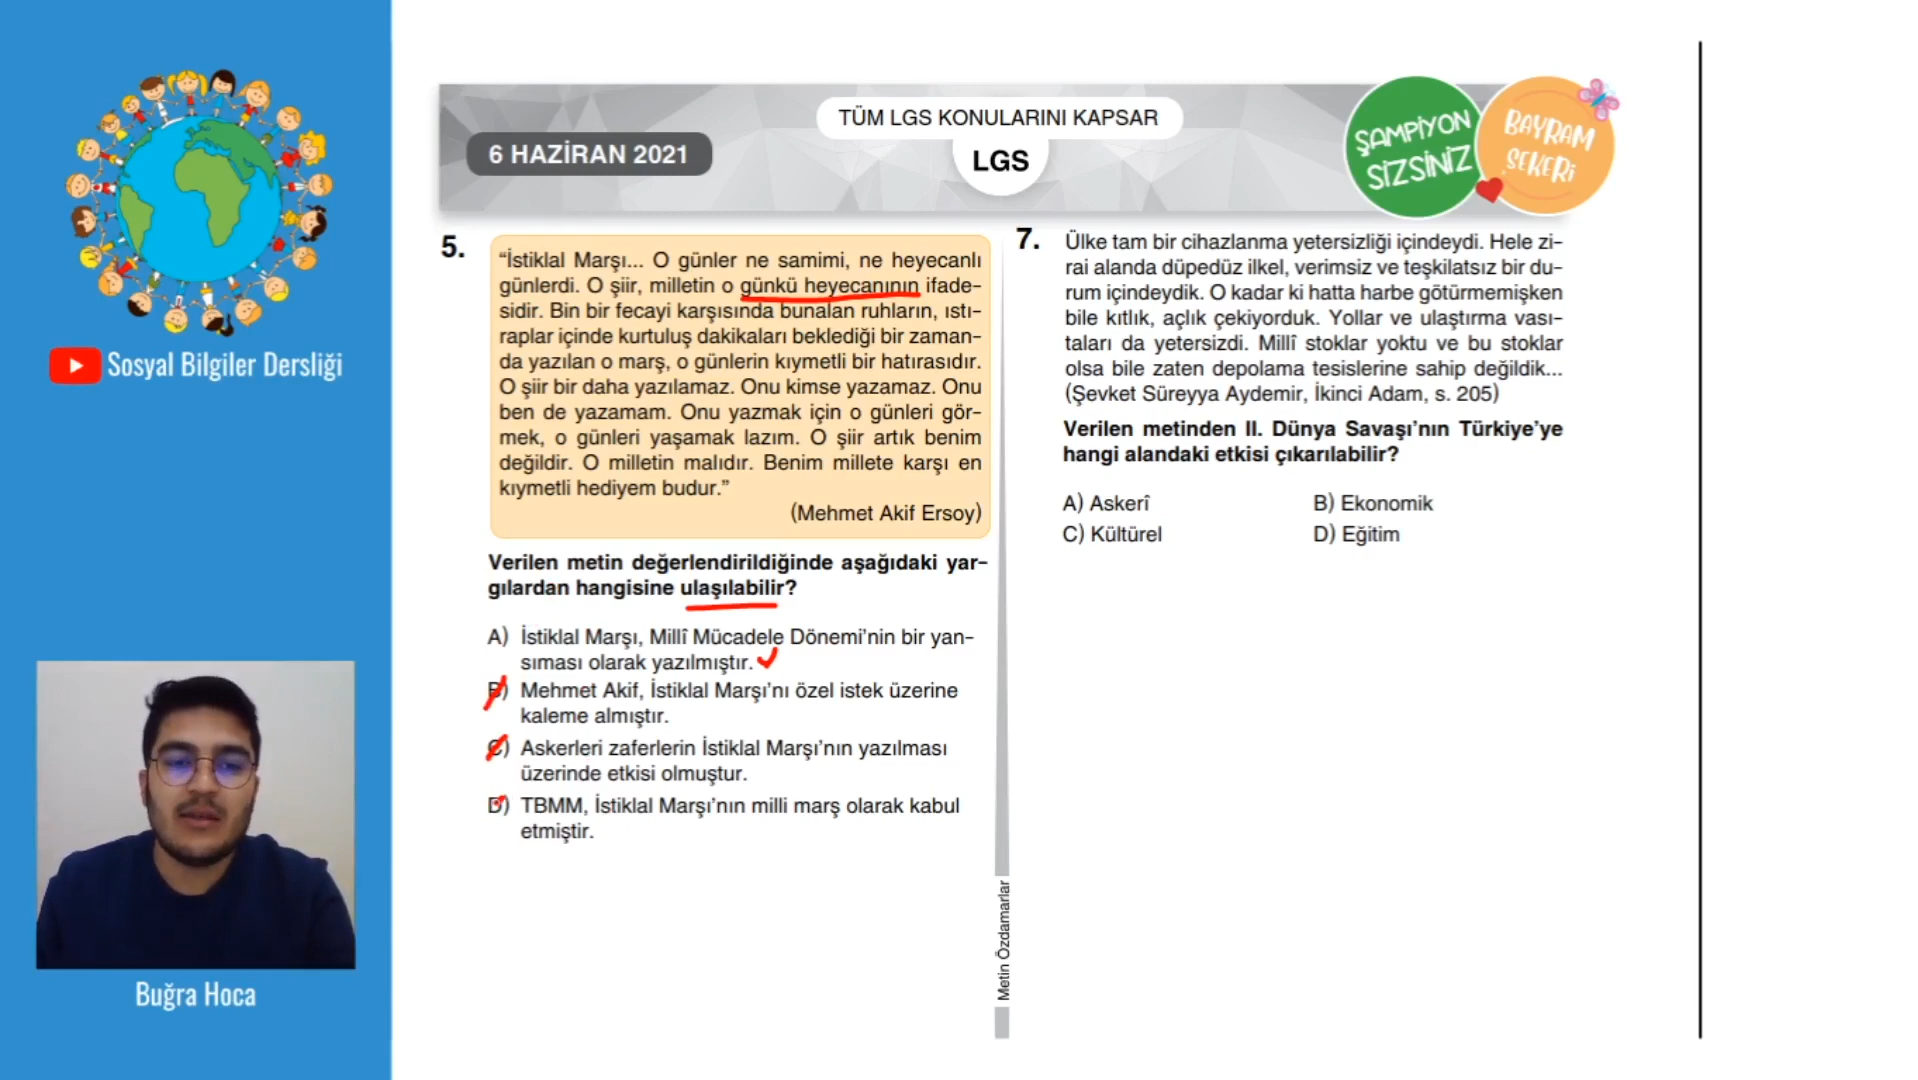 TÜM LGS KONULARINI KAPSAR
6 HAZİRAN 2021
LGS
ŞAMPİYON
SİZSİNİZ
BAYRAM
ŞEKERİ
Sosyal Bilgiler Dersliği
Buğra Hoca
5.
“İstiklal Marşı... O günler ne samimi, ne heyecanlı
günlerdi. O şiir, milletin o günkü heyecanının ifade-
sidir. Bin bir fecayi karşısında bunalan ruhların, ıstı-
raplar içinde kurtuluş dakikaları beklediği bir zaman-
da yazılan o marş, o günlerin kıymetli bir hatırasıdır.
O şiir bir daha yazılamaz. Onu kimse yazamaz. Onu
ben de yazamam. Onu yazmak için o günleri gör-
mek, o günleri yaşamak lazım. O şiir artık benim
değildir. O milletin malıdır. Benim millete karşı en
kıymetli hediyem budur.”
(Mehmet Akif Ersoy)
Verilen metin değerlendirildiğinde aşağıdaki yar-
gılardan hangisine ulaşılabilir?
A) İstiklal Marşı, Millî Mücadele Dönemi’nin bir yan-
sıması olarak yazılmıştır.
B) Mehmet Akif, İstiklal Marşı’nı özel istek üzerine
kaleme almıştır.
C) Askerleri zaferlerin İstiklal Marşı’nın yazılması
üzerinde etkisi olmuştur.
D) TBMM, İstiklal Marşı’nın milli marş olarak kabul
etmiştir.
Metin Özdamarlar
7.
Ülke tam bir cihazlanma yetersizliği içindeydi. Hele zi-
rai alanda düpedüz ilkel, verimsiz ve teşkilatsız bir du-
rum içindeydik. O kadar ki hatta harbe götürmemişken
bile kıtlık, açlık çekiyorduk. Yollar ve ulaştırma vası-
taları da yetersizdi. Millî stoklar yoktu ve bu stoklar
olsa bile zaten depolama tesislerine sahip değildik...
(Şevket Süreyya Aydemir, İkinci Adam, s. 205)
Verilen metinden II. Dünya Savaşı’nın Türkiye’ye
hangi alandaki etkisi çıkarılabilir?
A) Askerî B) Ekonomik
C) Kültürel D) Eğitim